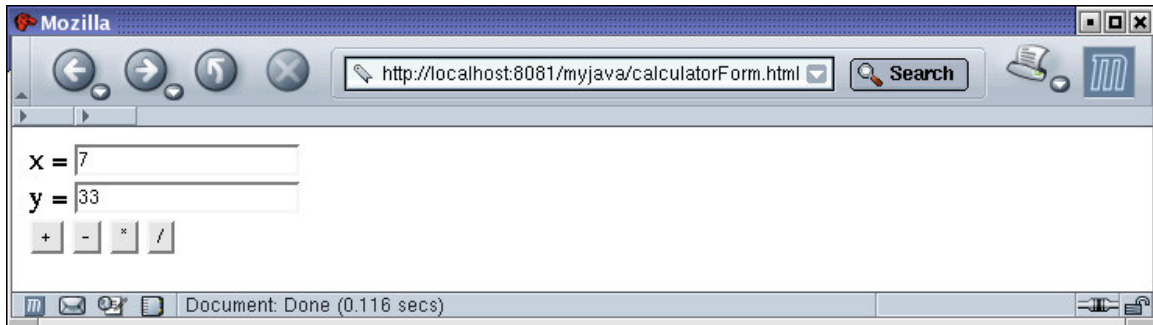 Mozilla
http://localhost:8081/myjava/calculatorForm.html Search
x = 7
y = 33
+ - * /
Document: Done (0.116 secs)